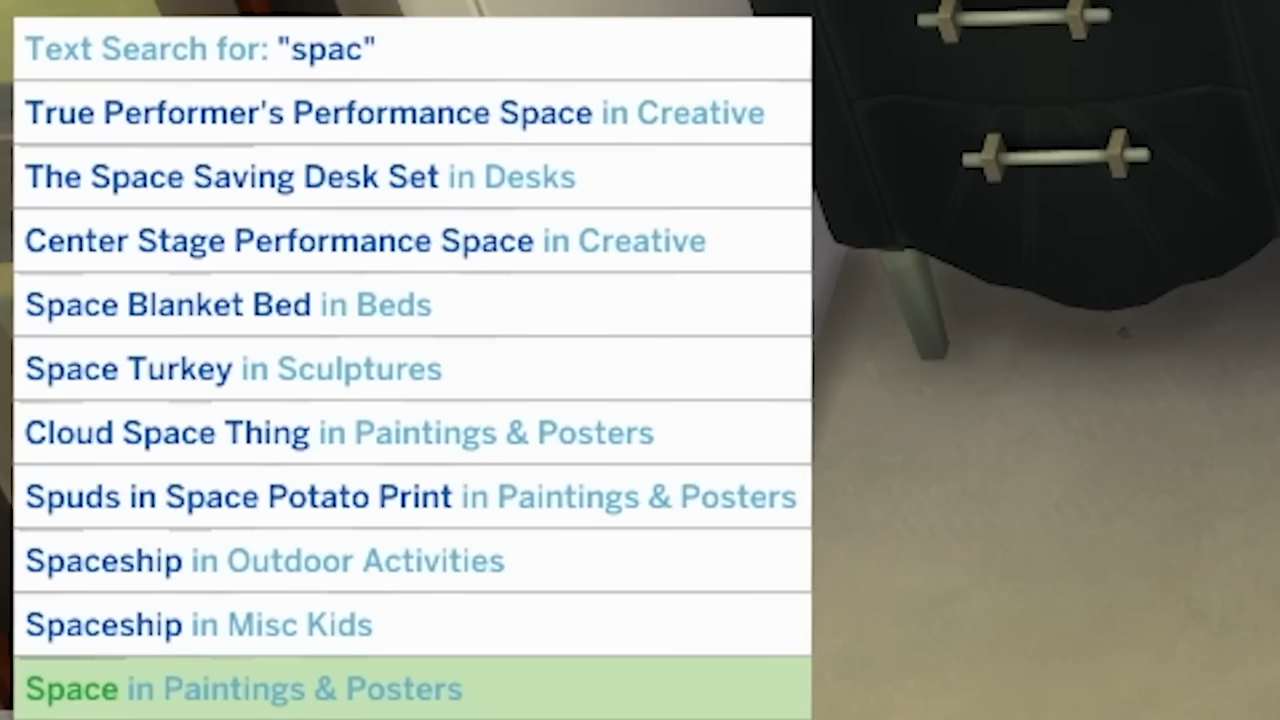 Text Search for: "spac"
True Performer's Performance Space in Creative
The Space Saving Desk Set in Desks
Center Stage Performance Space in Creative
Space Blanket Bed in Beds
Space Turkey in Sculptures
Cloud Space Thing in Paintings & Posters
Spuds in Space Potato Print in Paintings & Posters
Spaceship in Outdoor Activities
Spaceship in Misc Kids
Space in Paintings & Posters